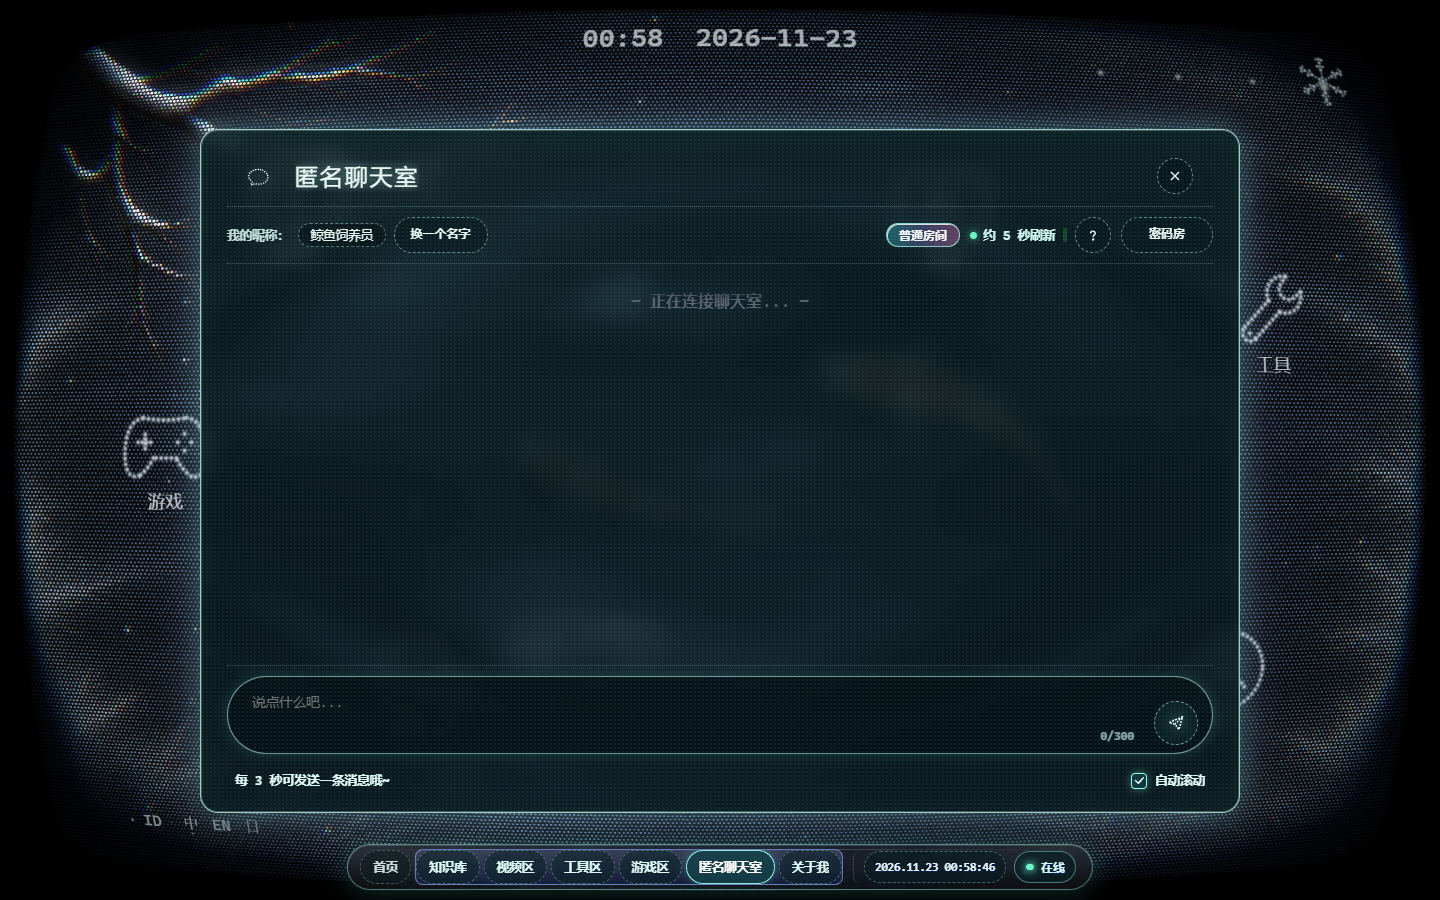 00:58 2026-11-23
匿名聊天室
我的昵称: 鲸鱼饲养员 换一个名字 普通房间 约 5 秒刷新 ? 密码房
— 正在连接聊天室... —
工具
游戏
说点什么吧...
0/300
每 3 秒可发送一条消息哦~ 自动滚动
· ID 中 EN 日
首页 知识库 视频区 工具区 游戏区 匿名聊天室 关于我 2026.11.23 00:58:46 在线